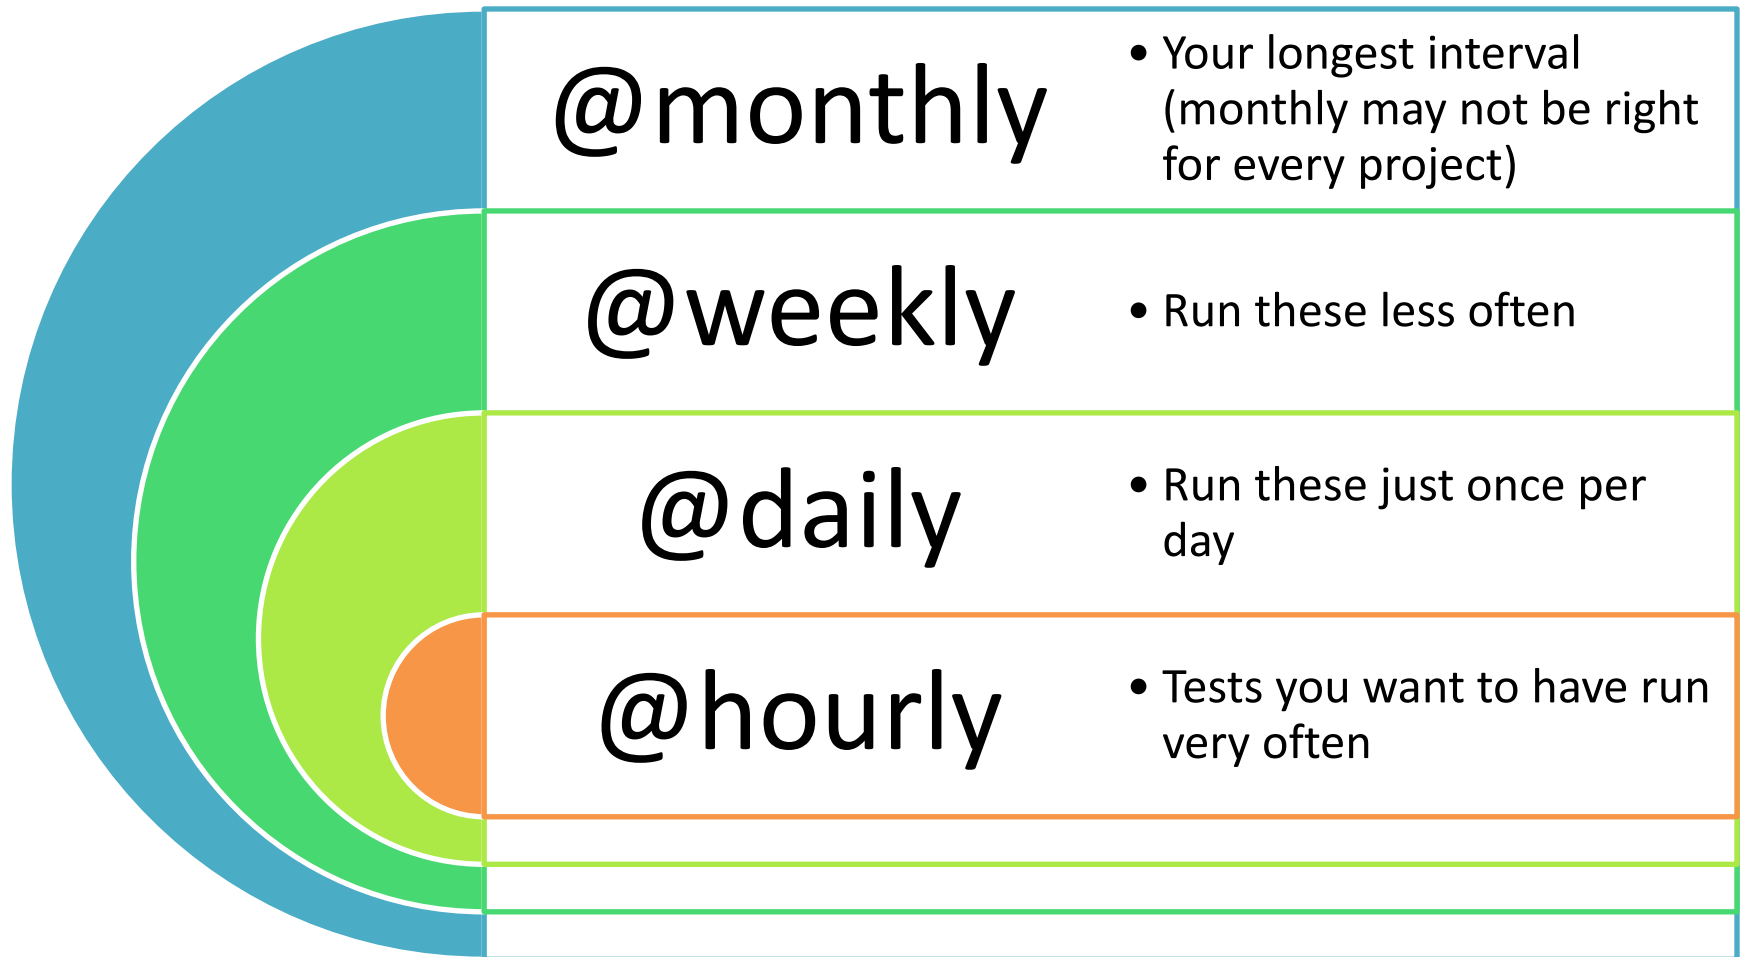 @monthly
• Your longest interval
(monthly may not be right
for every project)
@weekly
• Run these less often
@daily
• Run these just once per
day
@hourly
• Tests you want to have run
very often